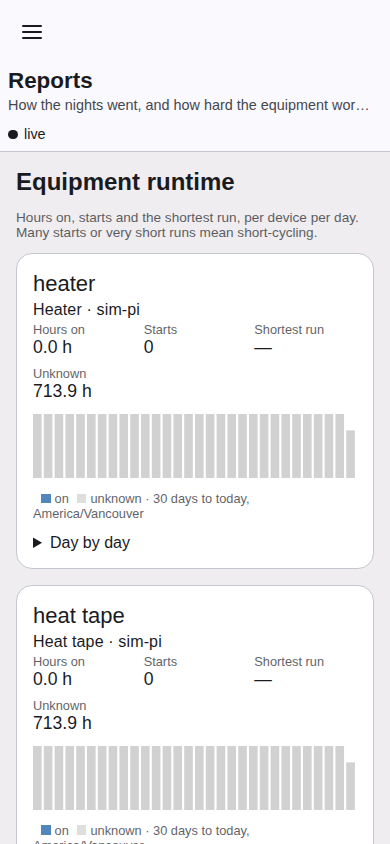 Reports
How the nights went, and how hard the equipment wor…
live
Equipment runtime
Hours on, starts and the shortest run, per device per day.
Many starts or very short runs mean short-cycling.
heater
Heater · sim-pi
Hours on Starts Shortest run
0.0 h 0 —
Unknown
713.9 h
on unknown · 30 days to today,
America/Vancouver
Day by day
heat tape
Heat tape · sim-pi
Hours on Starts Shortest run
0.0 h 0 —
Unknown
713.9 h
on unknown · 30 days to today,
America/Vancouver